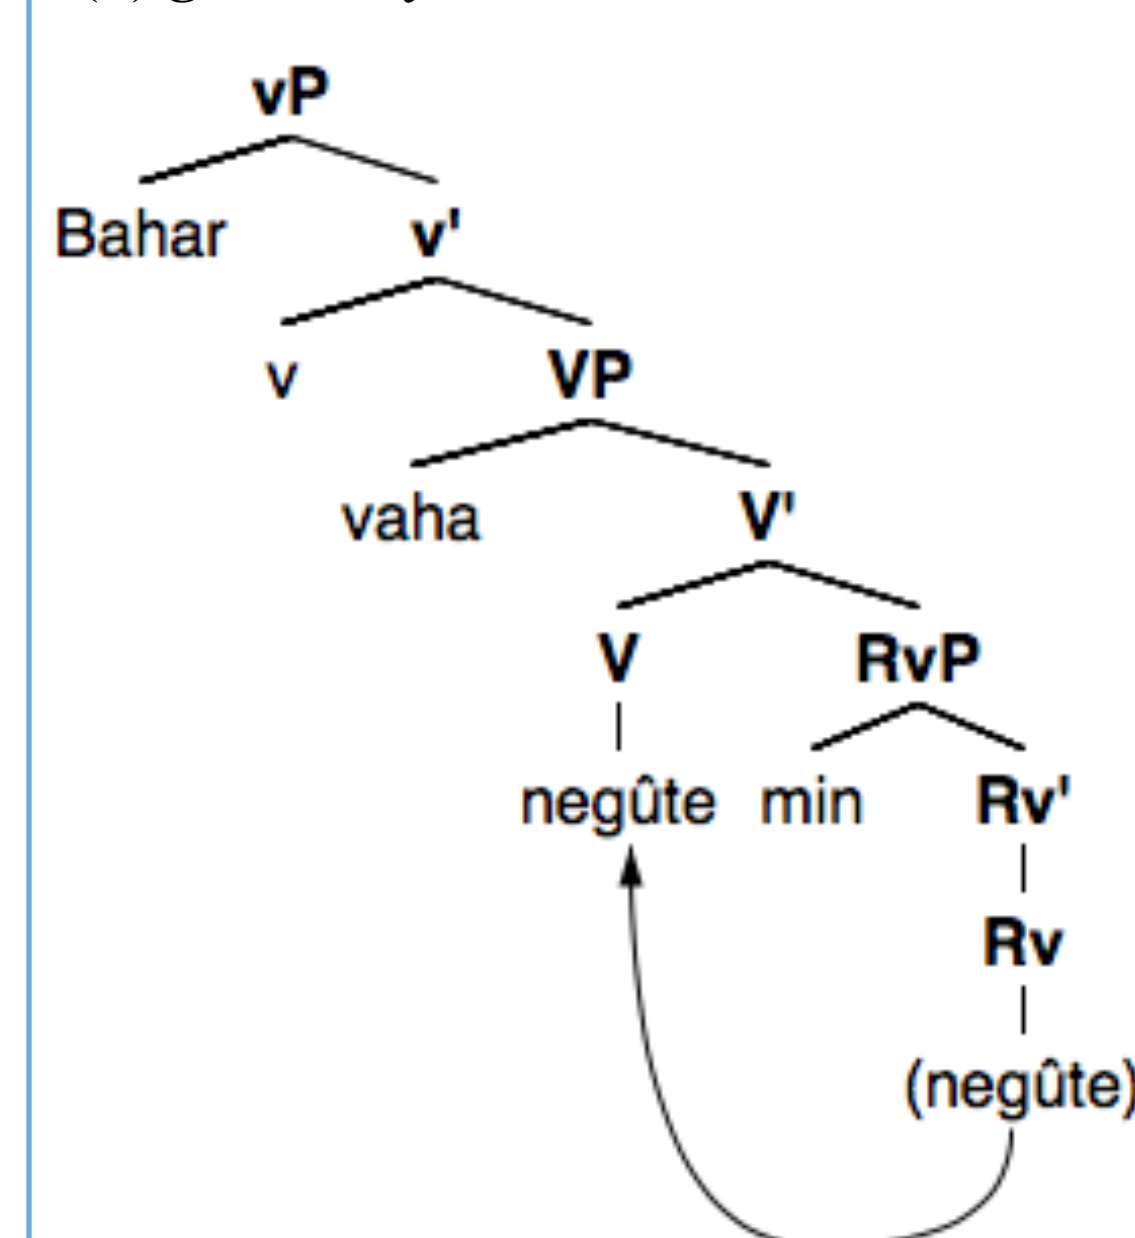 vP
Bahar v'
v VP
vaha V'
V RvP
negûte min Rv'
Rv
(negûte)